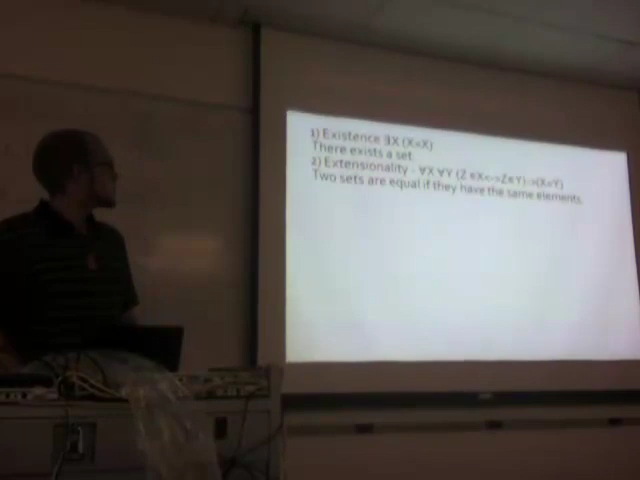 1) Existence ∃X (X=X)
There exists a set
2) Extensionality - ∀X ∀Y (Z ∈X<->Z∈Y)->(X=Y)
Two sets are equal if they have the same elements.